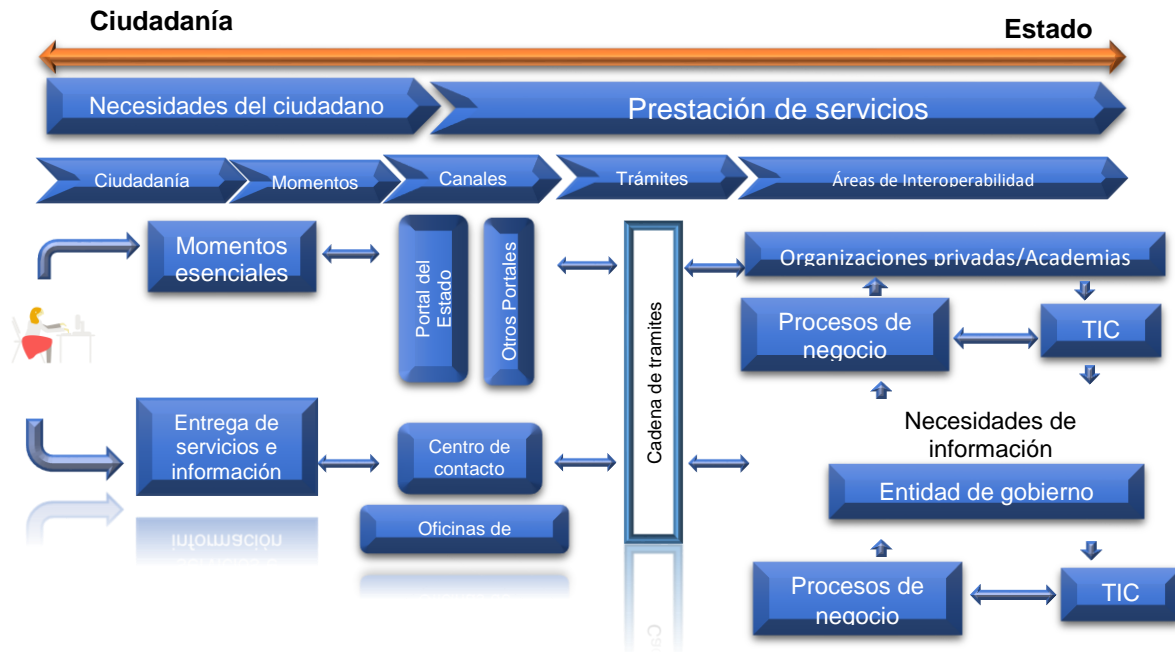 Ciudadanía
Estado
Necesidades del ciudadano
Prestación de servicios
Ciudadanía
Momentos
Canales
Trámites
Áreas de Interoperabilidad
Momentos
esenciales
Portal del
Estado
Otros Portales
Cadena de tramites
Organizaciones privadas/Academias
Procesos de
negocio
TIC
Necesidades de
información
Entrega de
servicios e
información
Centro de
contacto
Oficinas de
Entidad de gobierno
Procesos de
negocio
TIC